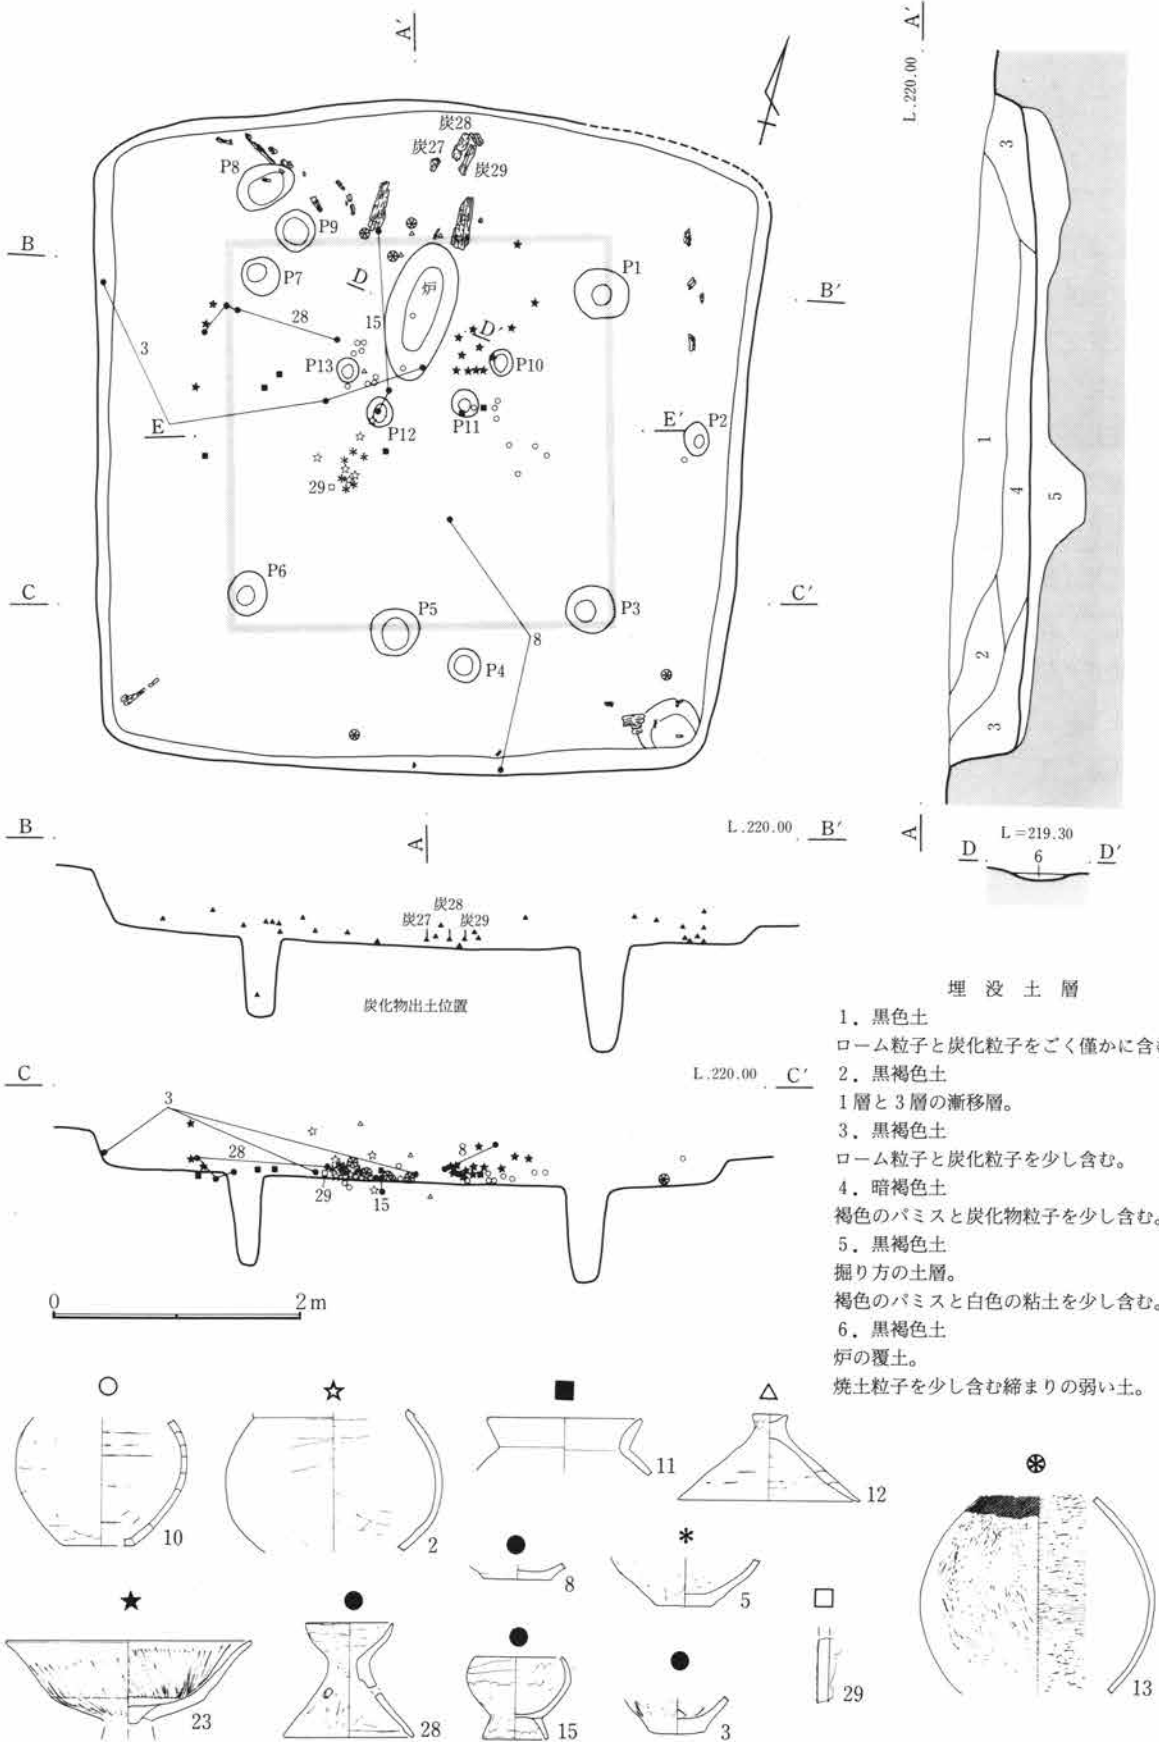 A′
A′
L.220.00
炭28
炭27
炭29
P8
3
P9
B
P7
D
炉
P1
B′
28
15
D′
3
P13
P10
E
P12
P11
E′
P2
1
4
5
29
P6
C
P5
P3
C′
8
P4
2
3
B
A
L.220.00
B′
A
L=219.30
D
6
D′
炭28
炭27
炭29
炭化物出土位置
C
L.220.00
C′
3
28
8
29
15
0
2m
埋没土層
1．黒色土
ローム粒子と炭化粒子をごく僅かに含
2．黒褐色土
1層と3層の漸移層。
3．黒褐色土
ローム粒子と炭化粒子を少し含む。
4．暗褐色土
褐色のパミスと炭化物粒子を少し含む。
5．黒褐色土
掘り方の土層。
褐色のパミスと白色の粘土を少し含む。
6．黒褐色土
炉の覆土。
焼土粒子を少し含む締まりの弱い土。
10
2
11
12
8
5
13
23
28
15
3
29